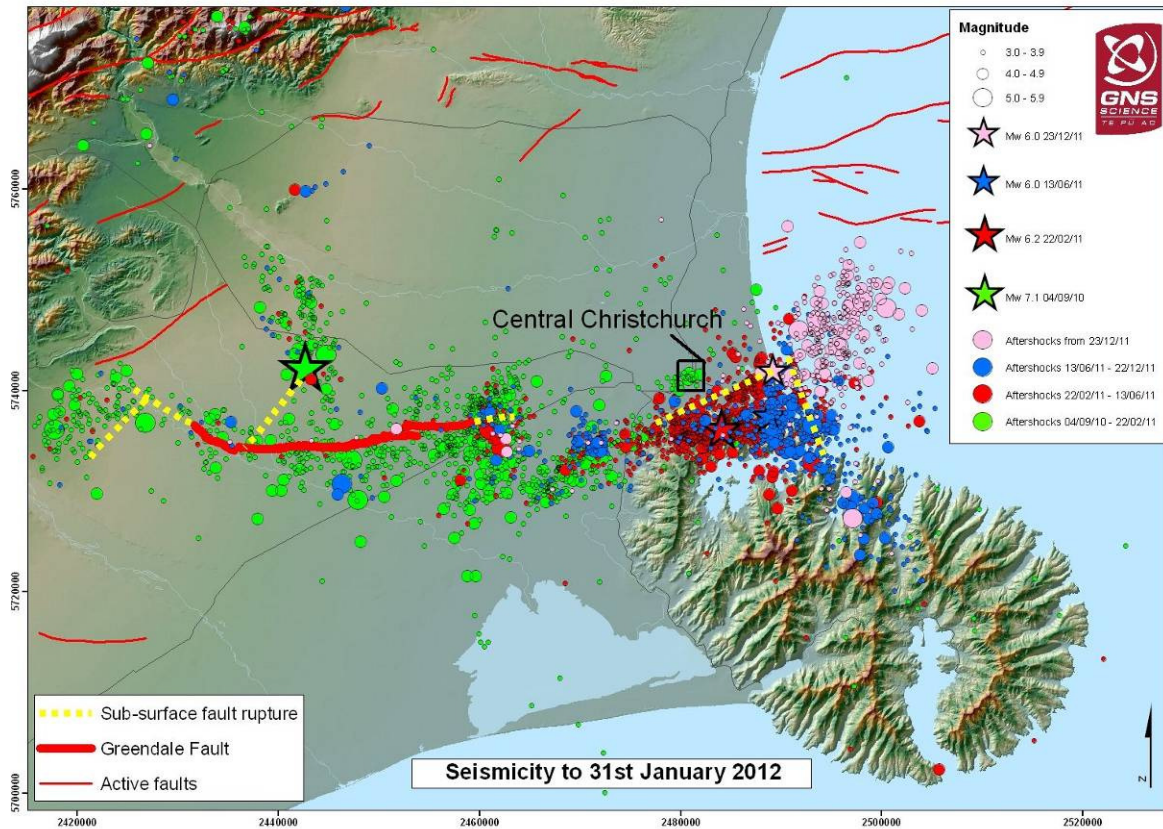 Magnitude
3.0 - 3.9
4.0 - 4.9
5.0 - 5.9
Mw 6.0 23/12/11
Mw 6.0 13/06/11
Mw 6.2 22/02/11
Mw 7.1 04/09/10
Aftershocks from 23/12/11
Aftershocks 13/06/11 - 22/12/11
Aftershocks 22/02/11 - 13/06/11
Aftershocks 04/09/10 - 22/02/11
GNS
SCIENCE
TE PŪ AO
Central Christchurch
Sub-surface fault rupture
Greendale Fault
Active faults
Seismicity to 31st January 2012
N
5760000
5740000
5720000
5700000
2420000
2440000
2460000
2480000
2500000
2520000